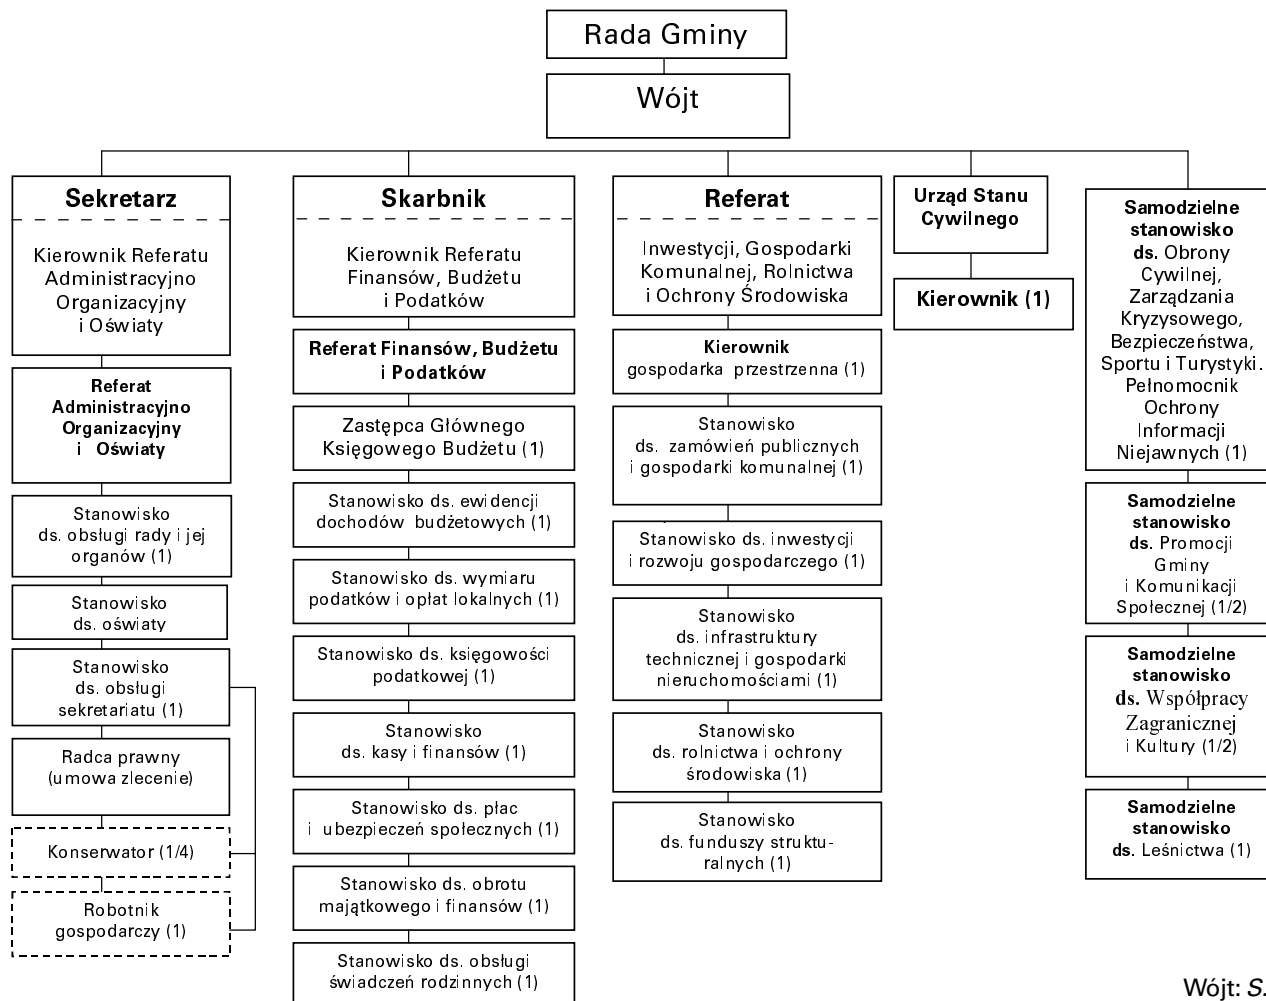 Rada Gminy
Wójt
Sekretarz
Kierownik Referatu
Administracyjno
Organizacyjny
i Oświaty
Referat
Administracyjno
Organizacyjny
i Oświaty
Stanowisko
ds. obsługi rady i jej
organów (1)
Stanowisko
ds. oświaty
Stanowisko
ds. obsługi
sekretariatu (1)
Radca prawny
(umowa zlecenie)
Konserwator (1/4)
Robotnik
gospodarczy (1)
Skarbnik
Kierownik Referatu
Finansów, Budżetu
i Podatków
Referat Finansów, Budżetu
i Podatków
Zastępca Głównego
Księgowego Budżetu (1)
Stanowisko ds. ewidencji
dochodów budżetowych (1)
Stanowisko ds. wymiaru
podatków i opłat lokalnych (1)
Stanowisko ds. księgowości
podatkowej (1)
Stanowisko
ds. kasy i finansów (1)
Stanowisko ds. płac
i ubezpieczeń społecznych (1)
Stanowisko ds. obrotu
majątkowego i finansów (1)
Stanowisko ds. obsługi
świadczeń rodzinnych (1)
Referat
Inwestycji, Gospodarki
Komunalnej, Rolnictwa
i Ochrony Środowiska
Kierownik
gospodarka przestrzenna (1)
Stanowisko
ds. zamówień publicznych
i gospodarki komunalnej (1)
Stanowisko ds. inwestycji
i rozwoju gospodarczego (1)
Stanowisko
ds. infrastruktury
technicznej i gospodarki
nieruchomościami (1)
Stanowisko
ds. rolnictwa i ochrony
środowiska (1)
Stanowisko
ds. funduszy struktu-
ralnych (1)
Urząd Stanu
Cywilnego
Kierownik (1)
Samodzielne
stanowisko
ds. Obrony
Cywilnej,
Zarządzania
Kryzysowego,
Bezpieczeństwa,
Sportu i Turystyki.
Pełnomocnik
Ochrony
Informacji
Niejawnych (1)
Samodzielne
stanowisko
ds. Promocji
Gminy
i Komunikacji
Społecznej (1/2)
Samodzielne
stanowisko
ds. Współpracy
Zagranicznej
i Kultury (1/2)
Samodzielne
stanowisko
ds. Leśnictwa (1)
Wójt: S.